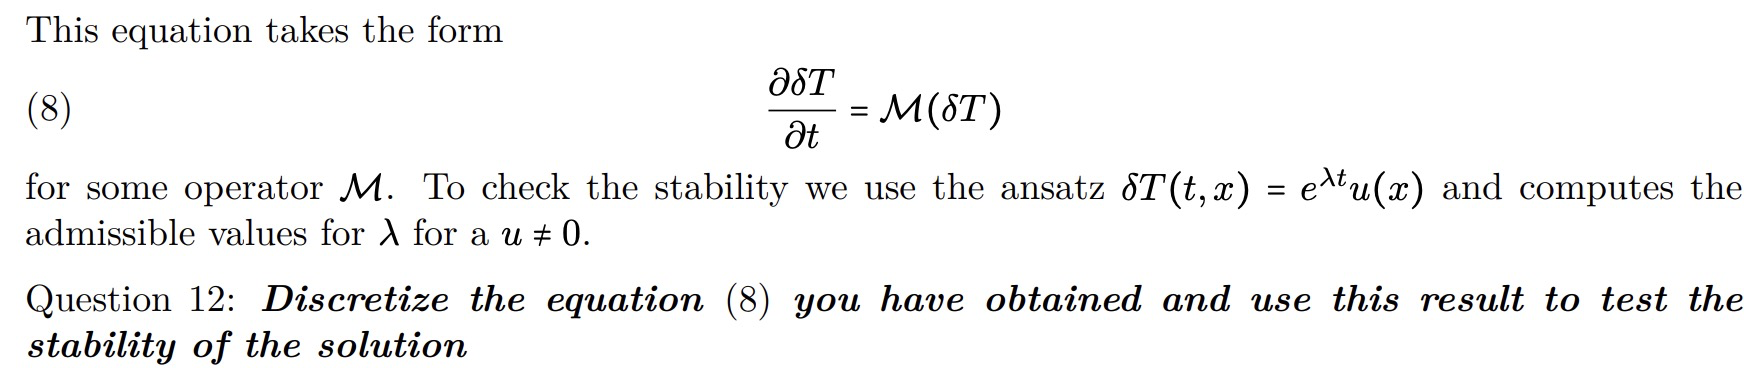 This equation takes the form
(8) ∂δT/∂t = ℳ(δT)
for some operator ℳ. To check the stability we use the ansatz δT(t, x) = e^{λt}u(x) and computes the
admissible values for λ for a u ≠ 0.
Question 12: Discretize the equation (8) you have obtained and use this result to test the
stability of the solution